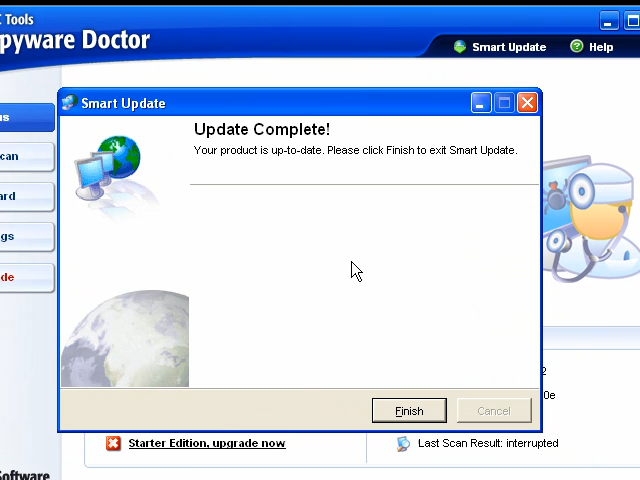 C Tools
pyware Doctor
Smart Update
Help
us
can
ard
gs
de
Smart Update
Update Complete!
Your product is up-to-date. Please click Finish to exit Smart Update.
2
0e
Finish
Cancel
Starter Edition, upgrade now
Last Scan Result: interrupted
Software